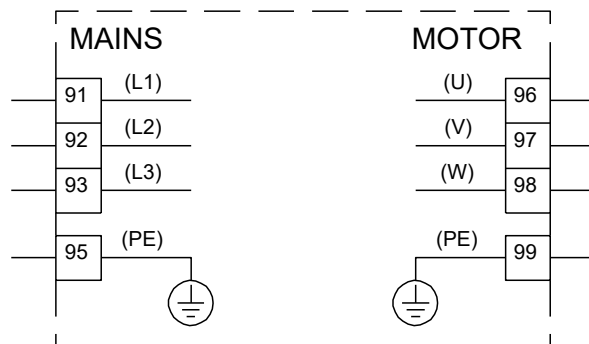 MAINS MOTOR
91 (L1) (U) 96
92 (L2) (V) 97
93 (L3) (W) 98
95 (PE) (PE) 99